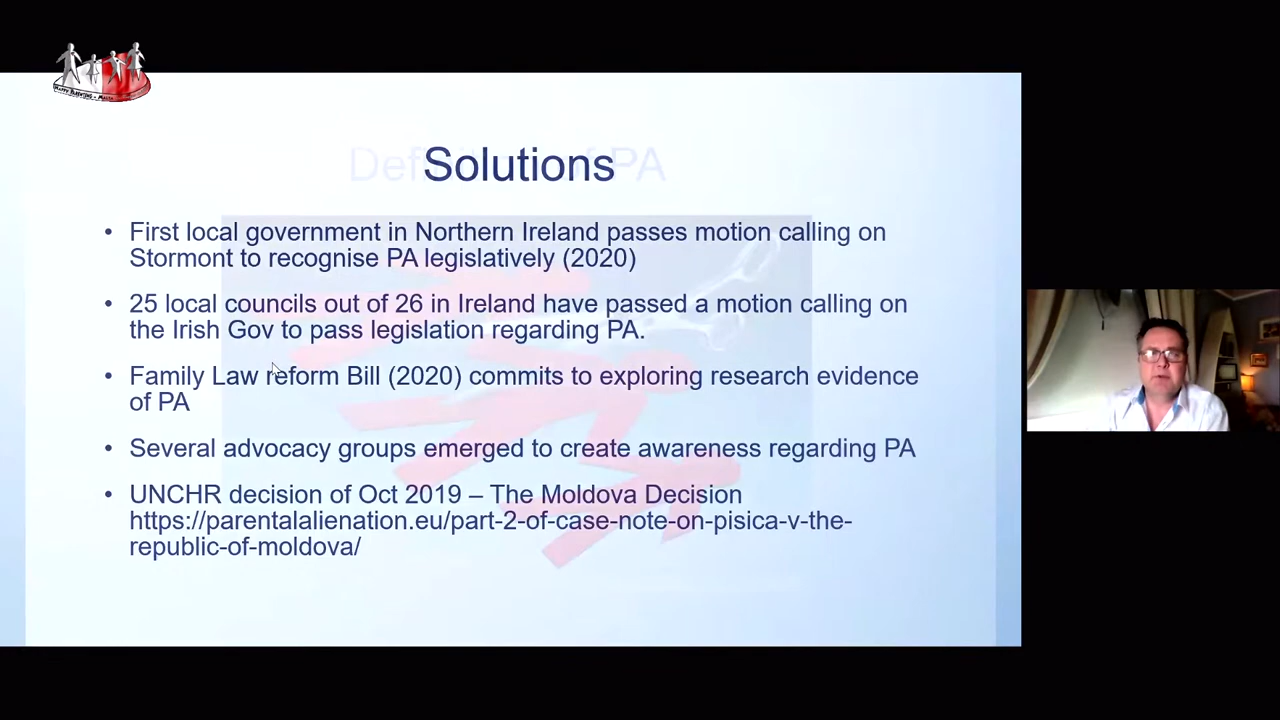 HAPPY PARENTING - MALTA
Definition of PA
Solutions
• First local government in Northern Ireland passes motion calling on
Stormont to recognise PA legislatively (2020)
• 25 local councils out of 26 in Ireland have passed a motion calling on
the Irish Gov to pass legislation regarding PA.
• Family Law reform Bill (2020) commits to exploring research evidence
of PA
• Several advocacy groups emerged to create awareness regarding PA
• UNCHR decision of Oct 2019 – The Moldova Decision
https://parentalalienation.eu/part-2-of-case-note-on-pisica-v-the-
republic-of-moldova/